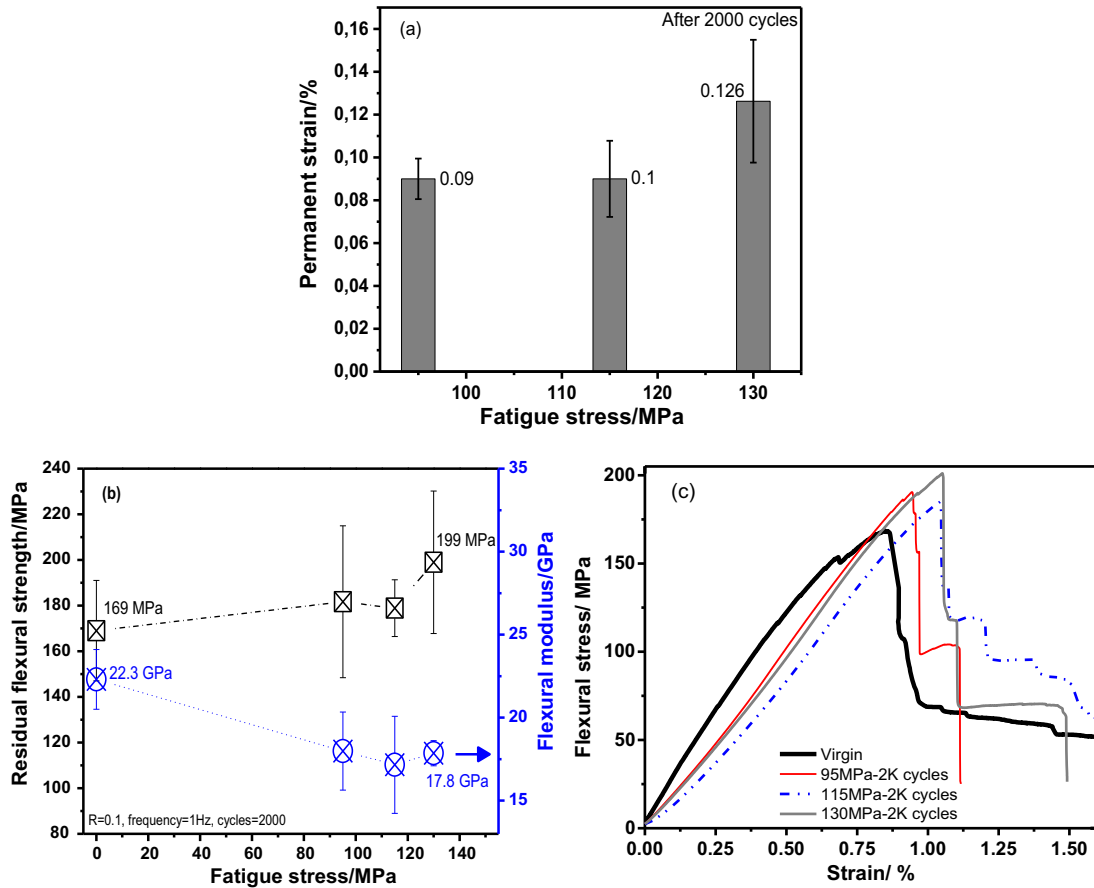 (a)
After 2000 cycles
0,16
0,14
0,12
0,10
0,08
0,06
0,04
0,02
0,00
Permanent strain/%
0.09
0.1
0.126
100
110
120
130
Fatigue stress/MPa
(b)
240
220
200
180
160
140
120
100
80
Residual flexural strength/MPa
169 MPa
199 MPa
22.3 GPa
17.8 GPa
R=0.1, frequency=1Hz, cycles=2000
35
30
25
20
15
Flexural modulus/GPa
0
20
40
60
80
100
120
140
Fatigue stress/MPa
(c)
200
150
100
50
0
Flexural stress/ MPa
Virgin
95MPa-2K cycles
115MPa-2K cycles
130MPa-2K cycles
0.00
0.25
0.50
0.75
1.00
1.25
1.50
Strain/ %